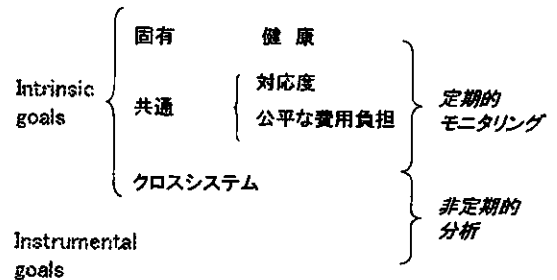 固有 健康
Intrinsic goals
共通
対応度
公平な費用負担
定期的
モニタリング
クロスシステム
非定期的
分析
Instrumental
goals